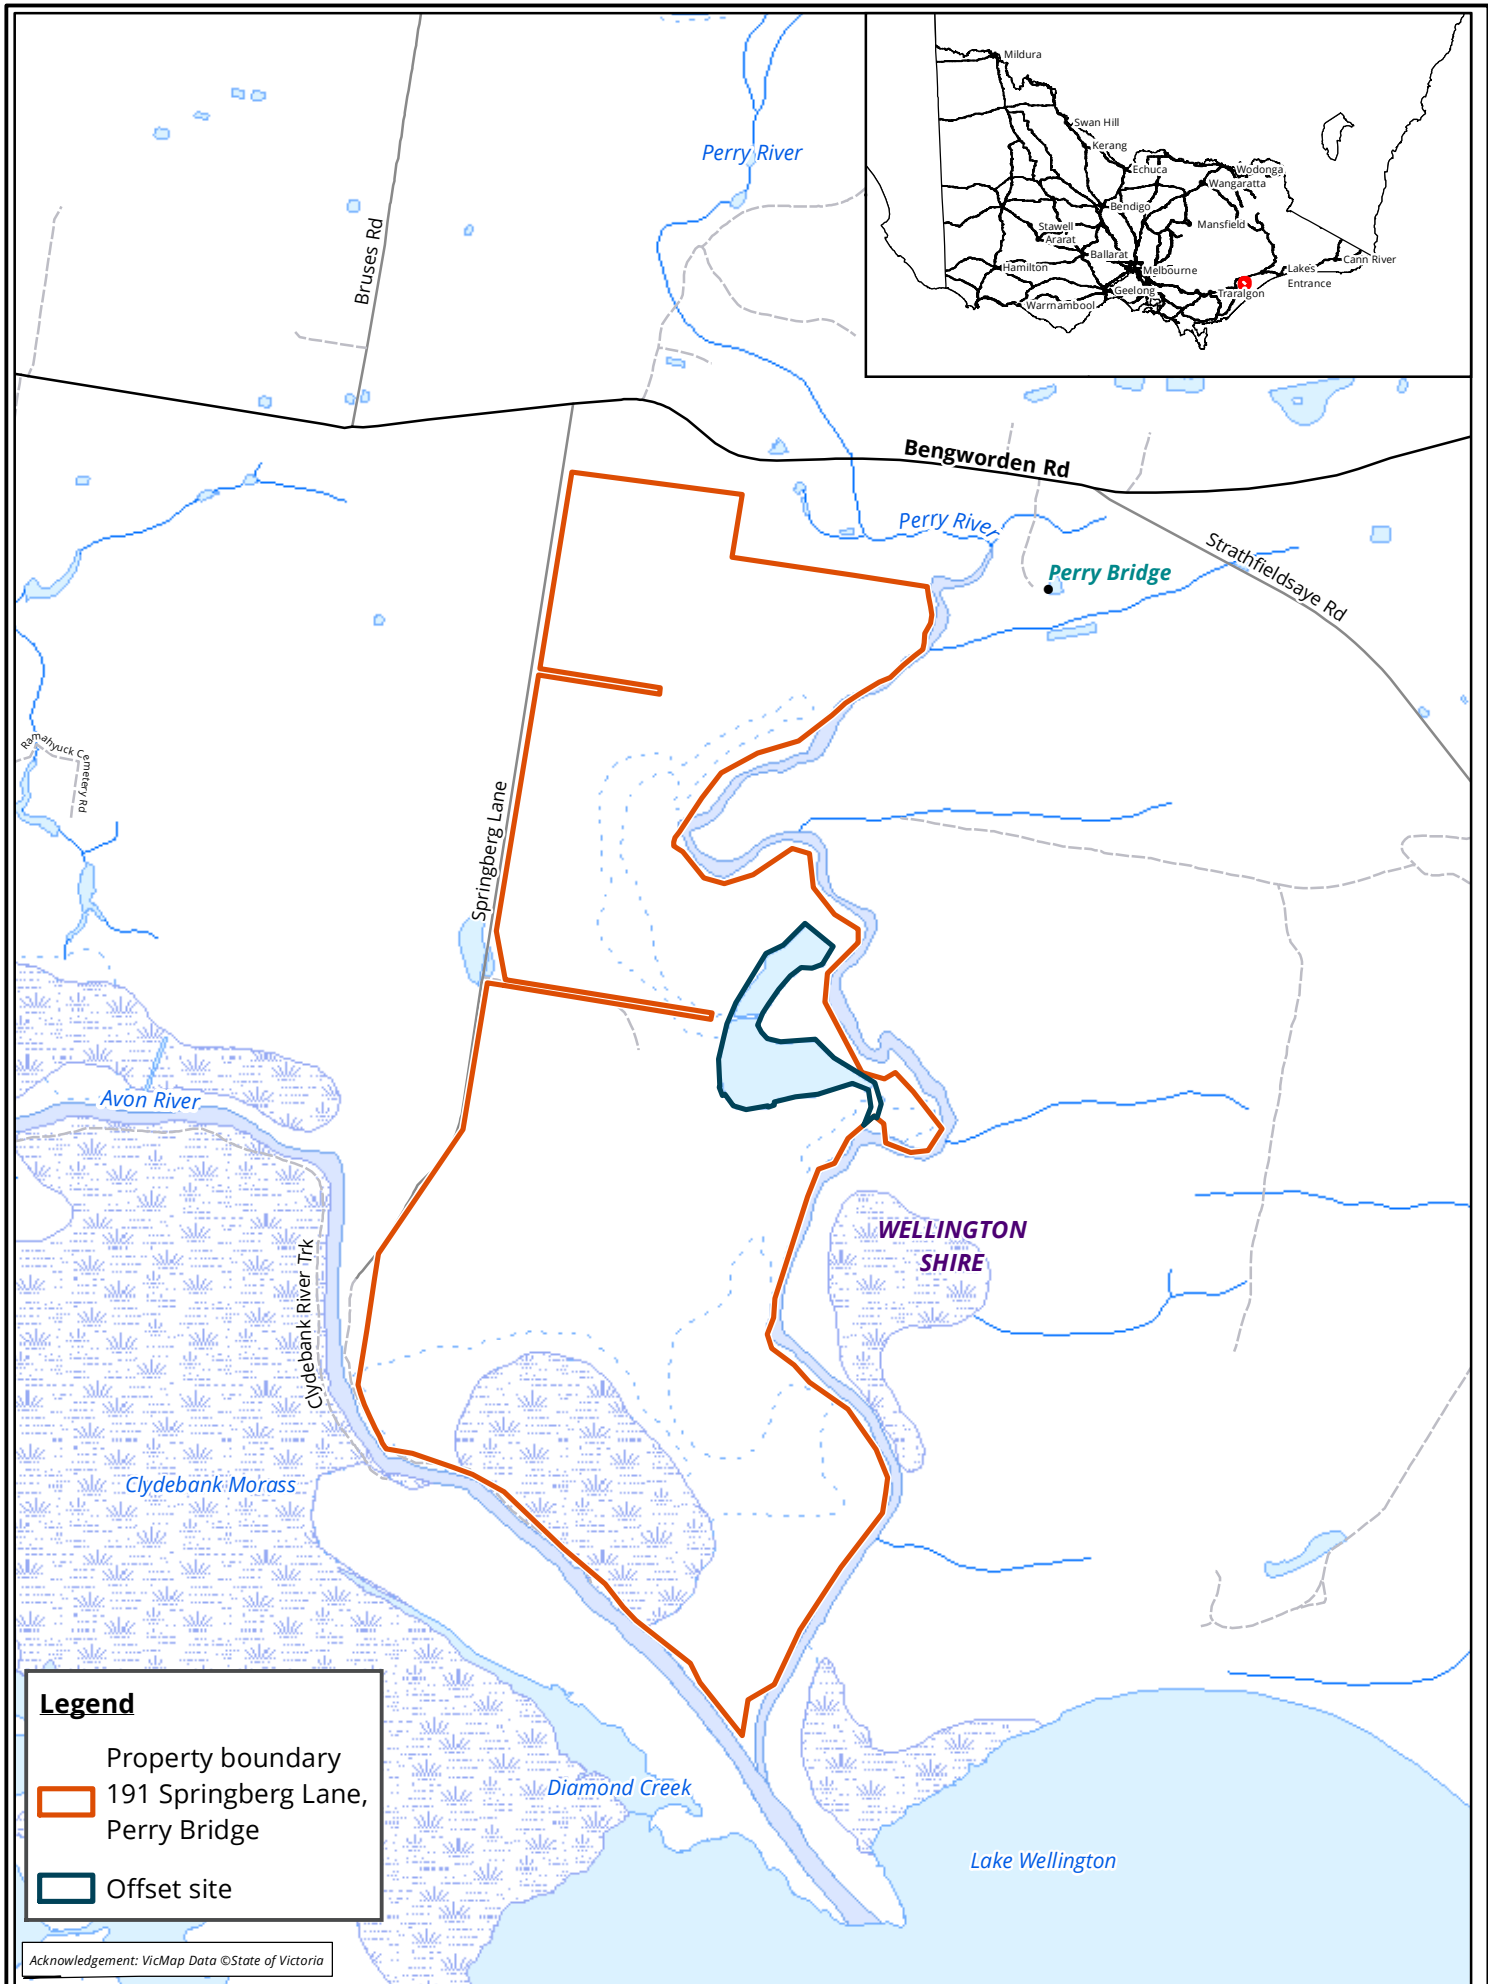 Mildura
Swan Hill
Kerang
Echuca
Wodonga
Wangaratta
Bendigo
Stawell
Ararat
Mansfield
Ballarat
Melbourne
Hamilton
Geelong
Warrnambool
Traralgon
Lakes
Entrance
Cann River
Perry River
Bruses Rd
Bengworden Rd
Perry River
Perry Bridge
Strathfieldsaye Rd
Ramahyuck Cemetery Rd
Springberg Lane
Avon River
WELLINGTON
SHIRE
Clydebank River Trk
Clydebank Morass
Diamond Creek
Lake Wellington
Legend
Property boundary
191 Springberg Lane,
Perry Bridge
Offset site
Acknowledgement: VicMap Data ©State of Victoria